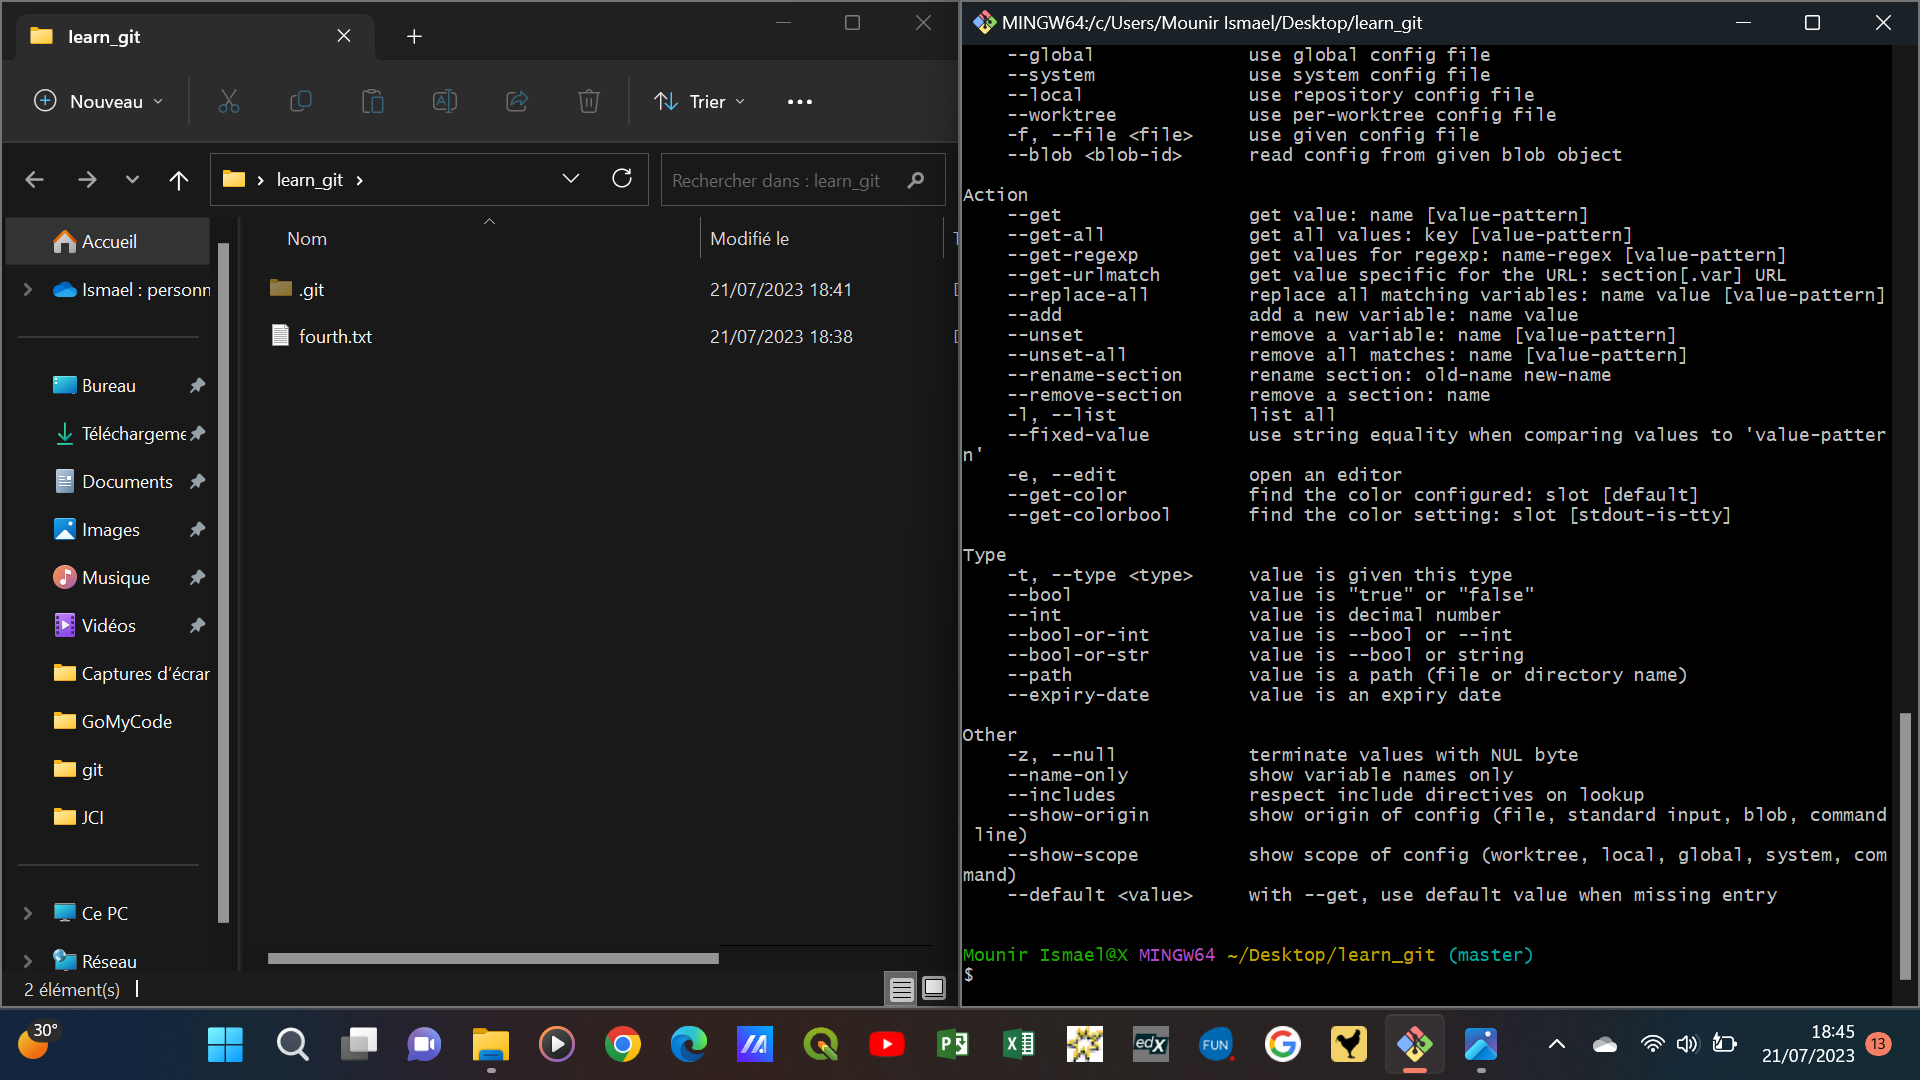 learn_git
Nouveau
Trier
learn_git
Rechercher dans : learn_git
Accueil
Ismael : personn
Bureau
Téléchargeme
Documents
Images
Musique
Vidéos
Captures d'écrar
GoMyCode
git
JCI
Ce PC
Réseau
Nom
Modifié le
.git
21/07/2023 18:41
fourth.txt
21/07/2023 18:38
2 élément(s)
MINGW64:/c/Users/Mounir Ismael/Desktop/learn_git
--global use global config file
--system use system config file
--local use repository config file
--worktree use per-worktree config file
-f, --file <file> use given config file
--blob <blob-id> read config from given blob object
Action
--get get value: name [value-pattern]
--get-all get all values: key [value-pattern]
--get-regexp get values for regexp: name-regex [value-pattern]
--get-urlmatch get value specific for the URL: section[.var] URL
--replace-all replace all matching variables: name value [value-pattern]
--add add a new variable: name value
--unset remove a variable: name [value-pattern]
--unset-all remove all matches: name [value-pattern]
--rename-section rename section: old-name new-name
--remove-section remove a section: name
-l, --list list all
--fixed-value use string equality when comparing values to 'value-patter
n'
-e, --edit open an editor
--get-color find the color configured: slot [default]
--get-colorbool find the color setting: slot [stdout-is-tty]
Type
-t, --type <type> value is given this type
--bool value is "true" or "false"
--int value is decimal number
--bool-or-int value is --bool or --int
--bool-or-str value is --bool or string
--path value is a path (file or directory name)
--expiry-date value is an expiry date
Other
-z, --null terminate values with NUL byte
--name-only show variable names only
--includes respect include directives on lookup
--show-origin show origin of config (file, standard input, blob, command
line)
--show-scope show scope of config (worktree, local, global, system, com
mand)
--default <value> with --get, use default value when missing entry
Mounir Ismael@X MINGW64 ~/Desktop/learn_git (master)
$
30°
edX
FUN
18:45
21/07/2023
13